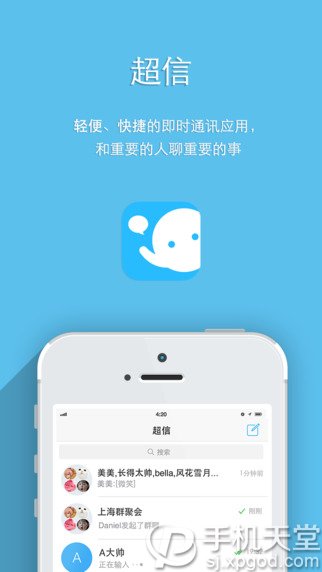 超信
轻便、快捷的即时通讯应用，
和重要的人聊重要的事
4:20
超信
搜索
美美,长得太帅,bella,风花雪月... 1分钟前
美美:[微笑]
上海群聚会 刚刚
Daniel发起了群聊
A
A大帅
正在输入
手机天堂
sj.xpgod.com